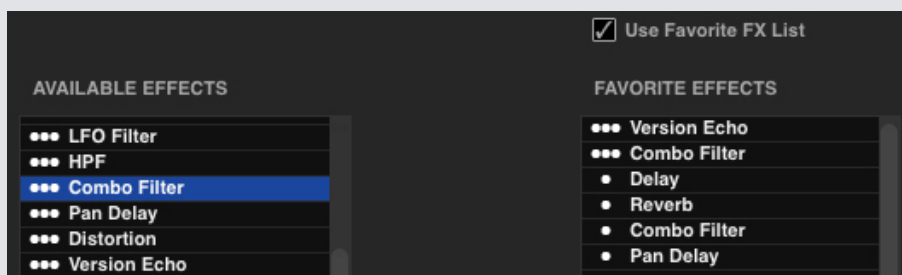 Use Favorite FX List
AVAILABLE EFFECTS
LFO Filter
HPF
Combo Filter
Pan Delay
Distortion
Version Echo
FAVORITE EFFECTS
Version Echo
Combo Filter
Delay
Reverb
Combo Filter
Pan Delay